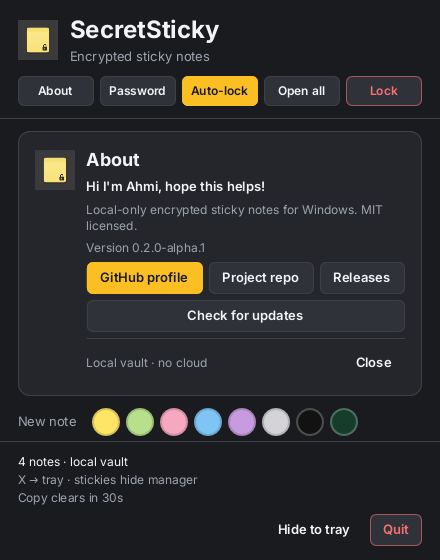 SecretSticky
Encrypted sticky notes
About Password Auto-lock Open all Lock
About
Hi I'm Ahmi, hope this helps!
Local-only encrypted sticky notes for Windows. MIT
licensed.
Version 0.2.0-alpha.1
GitHub profile Project repo Releases
Check for updates
Local vault · no cloud Close
New note
4 notes · local vault
X → tray · stickies hide manager
Copy clears in 30s
Hide to tray Quit